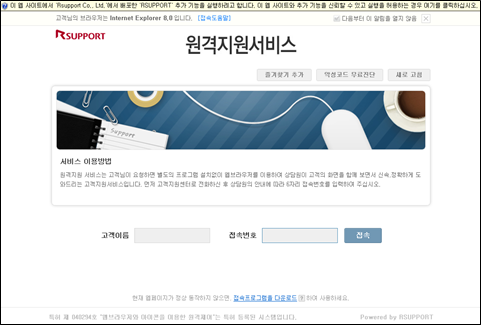 이 웹 사이트에서 'Rsupport Co., Ltd.'에서 배포한 'RSUPPORT' 추가 기능을 실행하려고 합니다. 이 웹 사이트와 추가 기능을 신뢰할 수 있고 실행을 허용하는 경우 여기를 클릭하십시오.
고객님의 브라우저는 Internet Explorer 8.0 입니다. [접속도움말]
다음부터 이 알림을 열지 않음
RSUPPORT
원격지원서비스
즐겨찾기 추가
악성코드 무료진단
새로 고침
Support
서비스 이용방법
원격지원 서비스는 고객님이 요청하면 별도의 프로그램 설치없이 웹브라우저를 이용하여 상담원이 고객의 화면을 함께 보면서 신속,정확하게 도
와드리는 고객지원서비스입니다. 먼저 고객지원센터로 전화하신 후 상담원의 안내에 따라 6자리 접속번호를 입력하여 주십시오.
고객이름
접속번호
접속
현재 웹페이지가 정상 동작하지 않으면, 접속프로그램을 다운로드 하여 사용하세요.
특허 제 040294호 "웹브라우저와 아이콘을 이용한 원격제어"는 특허 등록된 시스템입니다.
Powered by RSUPPORT